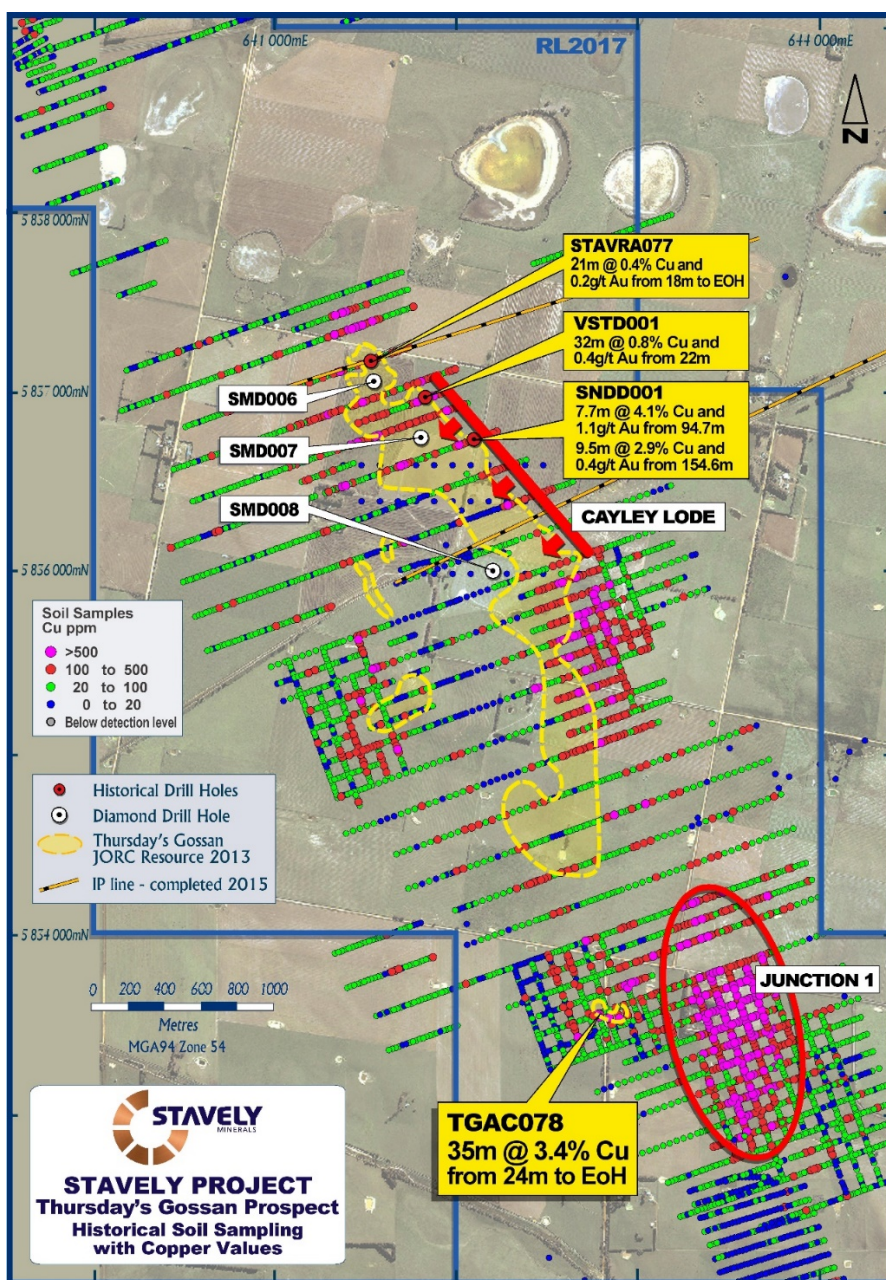 641 000mE
644 000mE
RL2017
N
5 838 000mN
STAVRA077
21m @ 0.4% Cu and
0.2g/t Au from 18m to EOH
VSTD001
32m @ 0.8% Cu and
0.4g/t Au from 22m
5 837 000mN
SMD006
SNDD001
7.7m @ 4.1% Cu and
1.1g/t Au from 94.7m
9.5m @ 2.9% Cu and
0.4g/t Au from 154.6m
SMD007
SMD008
CAYLEY LODE
5 836 000mN
Soil Samples
Cu ppm
>500
100 to 500
20 to 100
0 to 20
Below detection level
Historical Drill Holes
Diamond Drill Hole
Thursday's Gossan
JORC Resource 2013
IP line - completed 2015
5 834 000mN
JUNCTION 1
0 200 400 600 800 1000
Metres
MGA94 Zone 54
TGAC078
35m @ 3.4% Cu
from 24m to EoH
STAVELY
MINERALS
STAVELY PROJECT
Thursday's Gossan Prospect
Historical Soil Sampling
with Copper Values